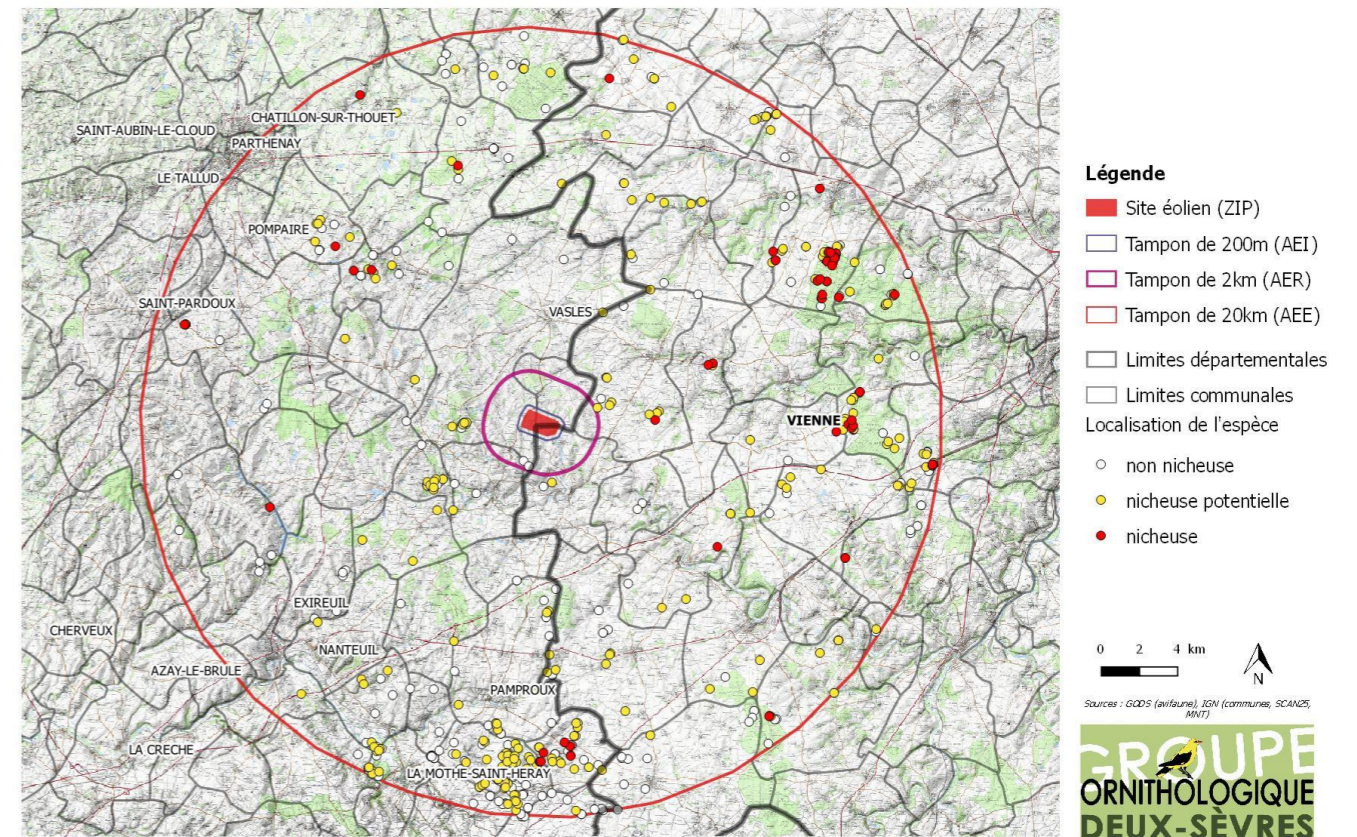 CHATILLON-SUR-THOUET
SAINT-AUBIN-LE-CLOUD
PARTHENAY
LE TALLUD
POMPAIRE
SAINT-PARDOUX
VASLES
VIENNE
EXIREUIL
CHERVEUX
NANTEUIL
AZAY-LE-BRULE
PAMPROUX
LA CRECHE
LA MOTHE-SAINT-HERAY
Légende
Site éolien (ZIP)
Tampon de 200m (AEI)
Tampon de 2km (AER)
Tampon de 20km (AEE)
Limites départementales
Limites communales
Localisation de l'espèce
non nicheuse
nicheuse potentielle
nicheuse
0 2 4 km
N
Sources : GODS (avifaune), IGN (communes, SCAN25,
MNT)
GROUPE
ORNITHOLOGIQUE
DEUX-SÈVRES